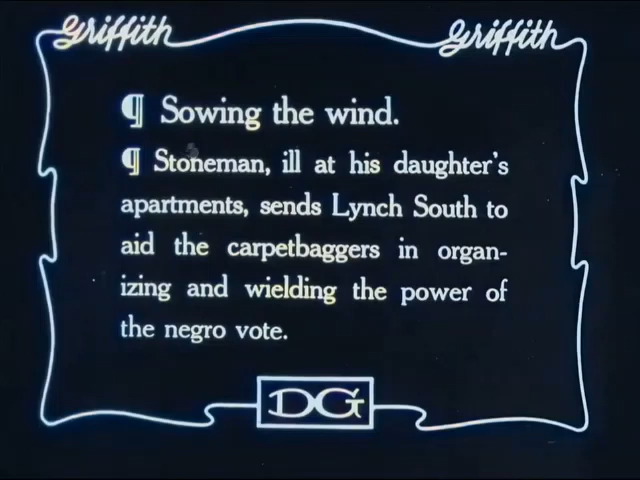 Griffith Griffith
¶ Sowing the wind.
¶ Stoneman, ill at his daughter's
apartments, sends Lynch South to
aid the carpetbaggers in organ-
izing and wielding the power of
the negro vote.
DG